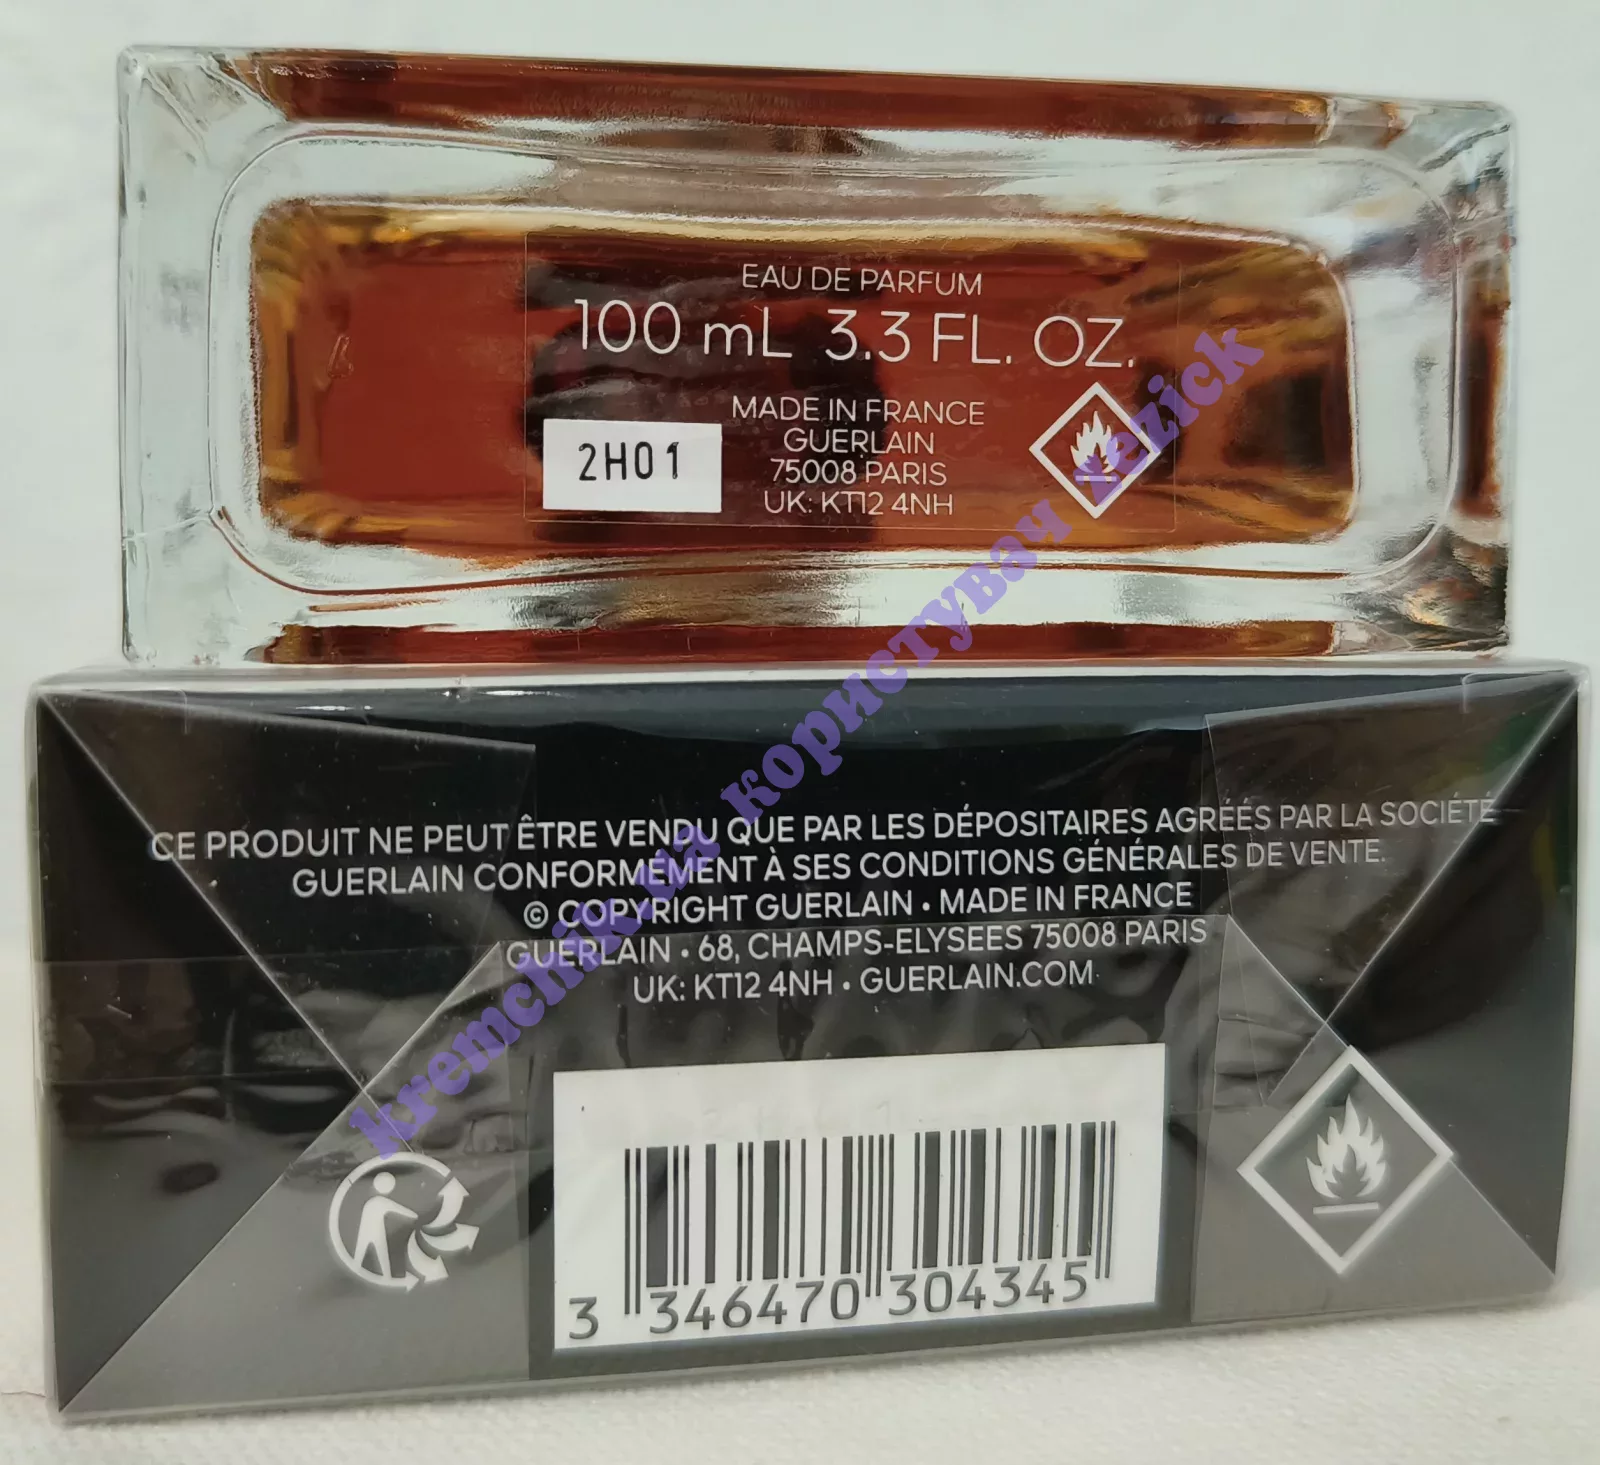 EAU DE PARFUM
100 mL 3.3 FL. OZ.
MADE IN FRANCE
GUERLAIN
75008 PARIS
UK: KT12 4NH
2H01
CE PRODUIT NE PEUT ÊTRE VENDU QUE PAR LES DÉPOSITAIRES AGRÉÉS PAR LA SOCIÉTÉ
GUERLAIN CONFORMÉMENT À SES CONDITIONS GÉNÉRALES DE VENTE.
© COPYRIGHT GUERLAIN • MADE IN FRANCE
GUERLAIN • 68, CHAMPS-ELYSEES 75008 PARIS
UK: KT12 4NH • GUERLAIN.COM
3 346470 304345
kremchik.ua користувач zezick